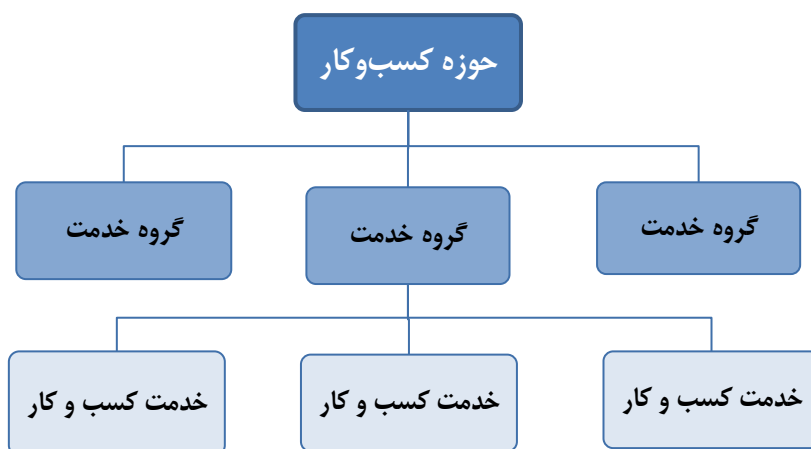 حوزه کسب‌وکار
گروه خدمت
گروه خدمت
گروه خدمت
خدمت کسب و کار
خدمت کسب و کار
خدمت کسب و کار